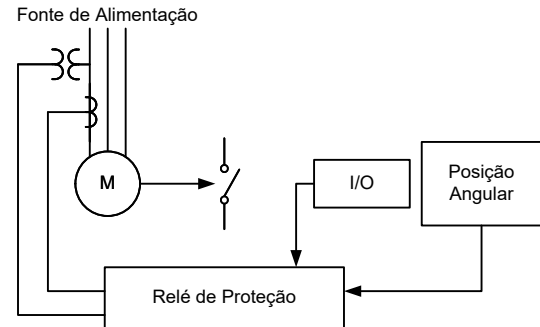 Fonte de Alimentação
M
I/O
Posição
Angular
Relé de Proteção